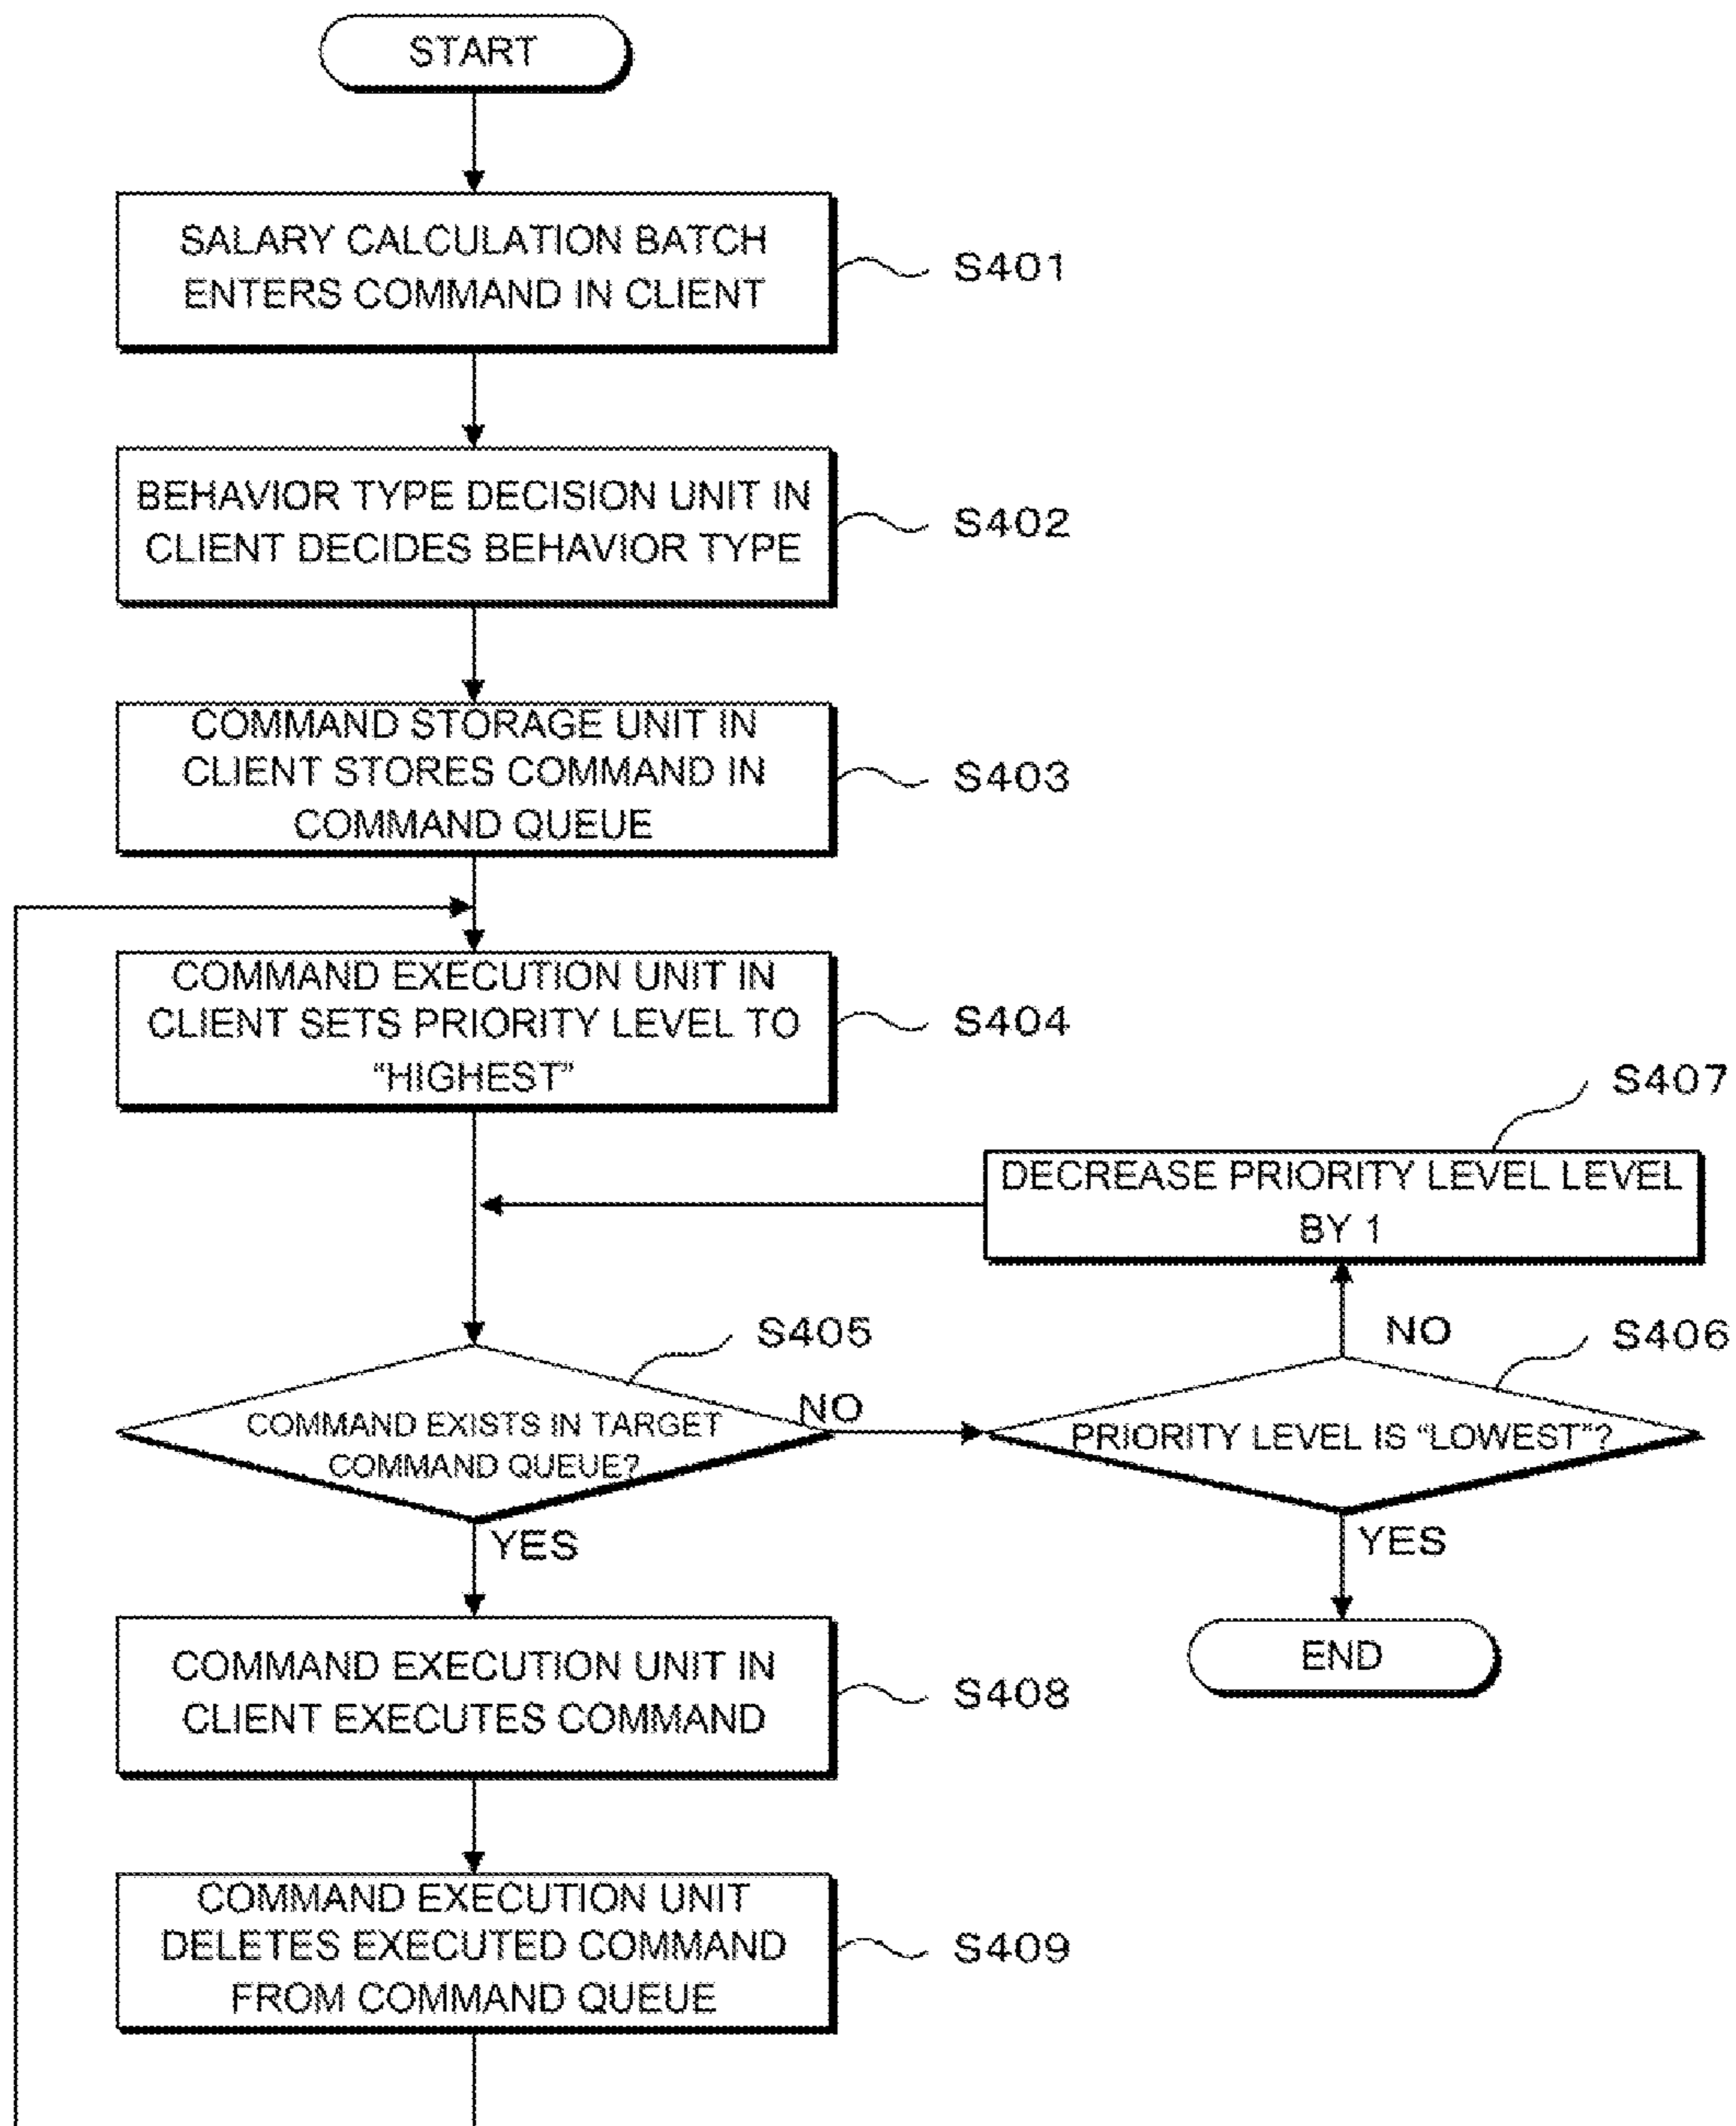 START
SALARY CALCULATION BATCH
ENTERS COMMAND IN CLIENT
S401
BEHAVIOR TYPE DECISION UNIT IN
CLIENT DECIDES BEHAVIOR TYPE
S402
COMMAND STORAGE UNIT IN
CLIENT STORES COMMAND IN
COMMAND QUEUE
S403
COMMAND EXECUTION UNIT IN
CLIENT SETS PRIORITY LEVEL TO
“HIGHEST”
S404
S407
DECREASE PRIORITY LEVEL LEVEL
BY 1
S405
COMMAND EXISTS IN TARGET
COMMAND QUEUE?
NO
YES
NO
S406
PRIORITY LEVEL IS “LOWEST”?
YES
END
COMMAND EXECUTION UNIT IN
CLIENT EXECUTES COMMAND
S408
COMMAND EXECUTION UNIT
DELETES EXECUTED COMMAND
FROM COMMAND QUEUE
S409